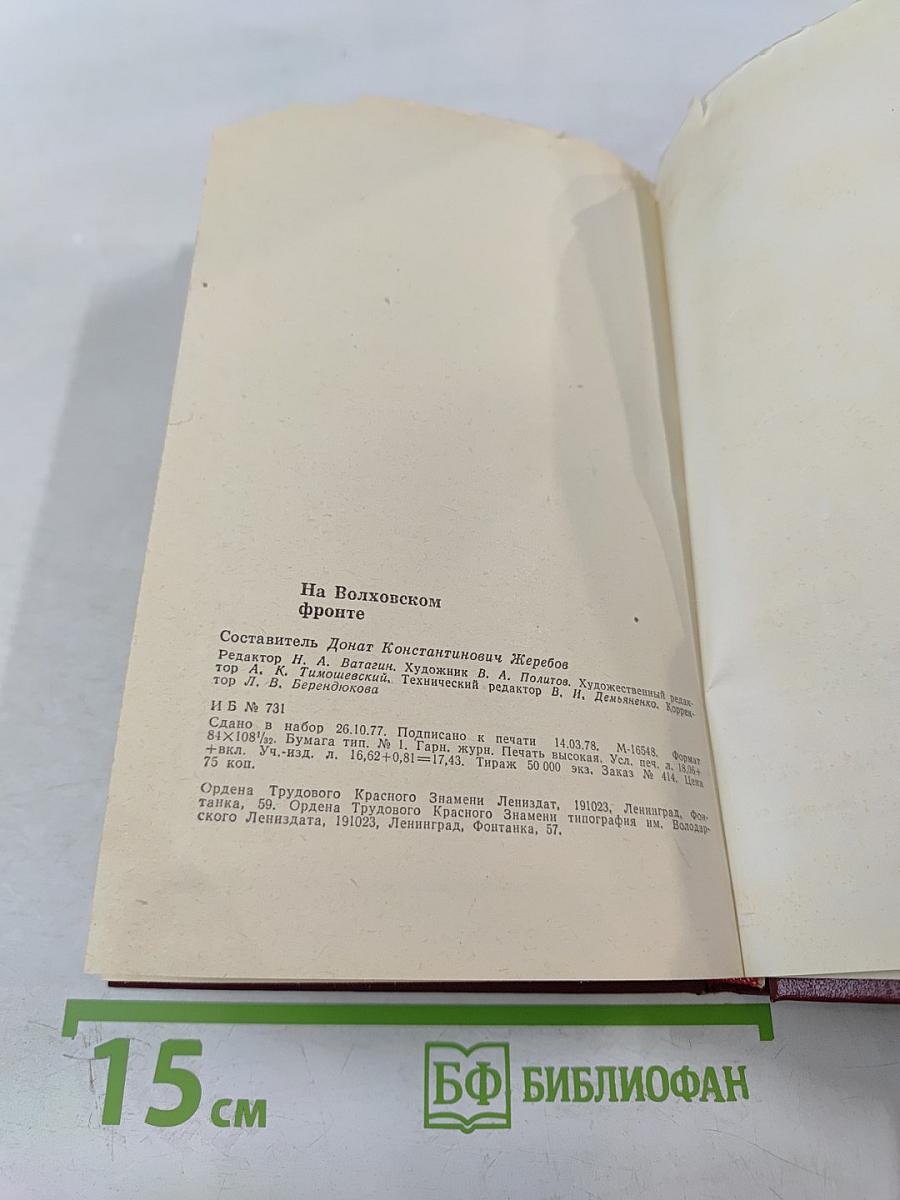 На Волховском
фронте
Составитель Донат Константинович Жеребов
Редактор Н. А. Ватагин. Художник В. А. Политов. Художественный редак-
тор А. К. Тимошевский. Технический редактор В. И. Демьяненко. Коррек-
тор Л. В. Берендюкова
ИБ № 731
Сдано в набор 26.10.77. Подписано к печати 14.03.78. М-16548. Формат
84×108¹/₃₂. Бумага тип. № 1. Гарн. журн. Печать высокая. Усл. печ. л. 18,06+
+вкл. Уч.-изд. л. 16,62+0,81=17,43. Тираж 50 000 экз. Заказ № 414. Цена
75 коп.
Ордена Трудового Красного Знамени Лениздат, 191023, Ленинград, Фон-
танка, 59. Ордена Трудового Красного Знамени типография им. Володар-
ского Лениздата, 191023, Ленинград, Фонтанка, 57.
15 см
БФ БИБЛИОФАН